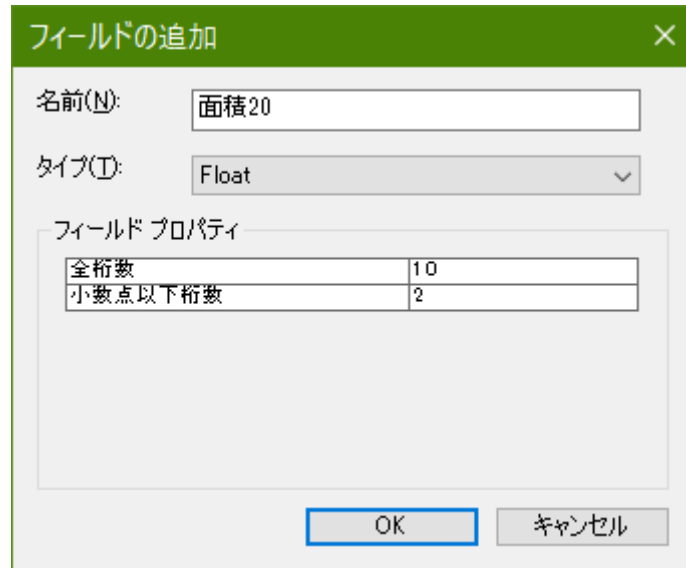 フィールドの追加
名前(N): 面積20
タイプ(T): Float
フィールド プロパティ
全桁数 10
小数点以下桁数 2
OK キャンセル